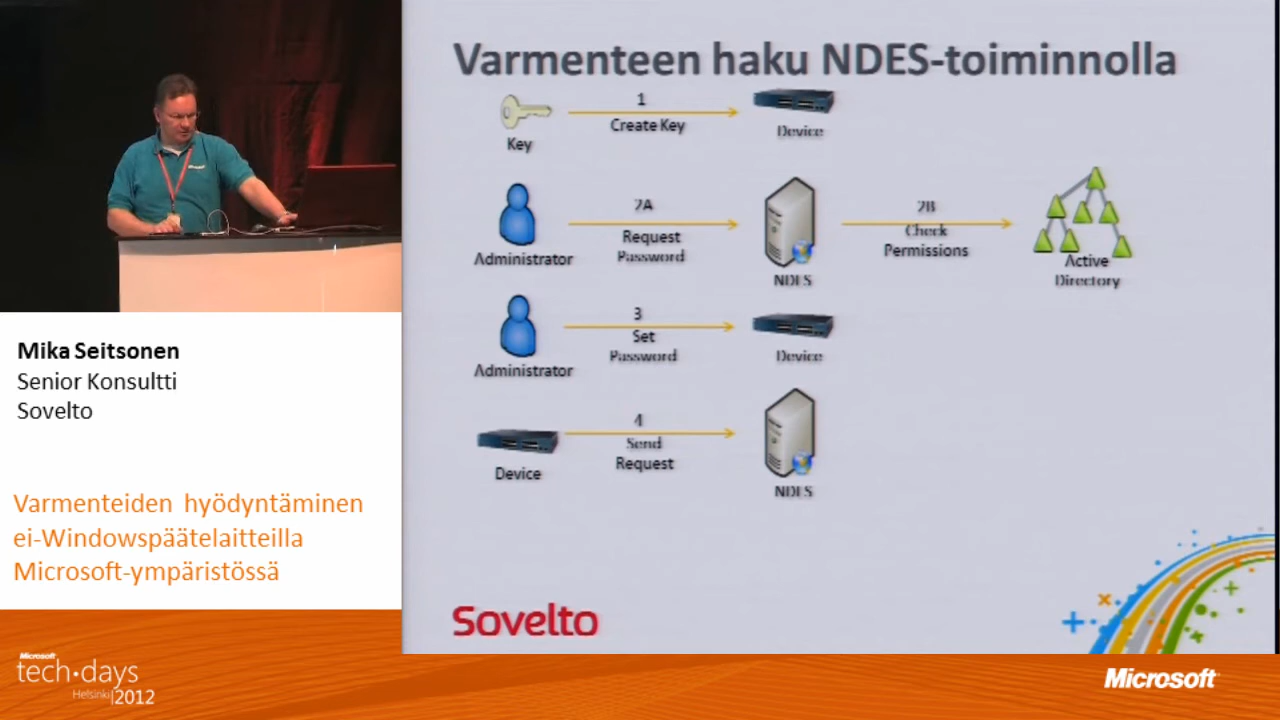 Varmenteen haku NDES-toiminnolla
1
Create Key
Key
Device
2A
Request
Password
Administrator
NDES
2B
Check
Permissions
Active
Directory
3
Set
Password
Administrator
Device
4
Send
Request
Device
NDES
Sovelto
Mika Seitsonen
Senior Konsultti
Sovelto
Varmenteiden hyödyntäminen
ei-Windowspäätelaitteilla
Microsoft-ympäristössä
Microsoft
tech·days
Helsinki|2012
Microsoft